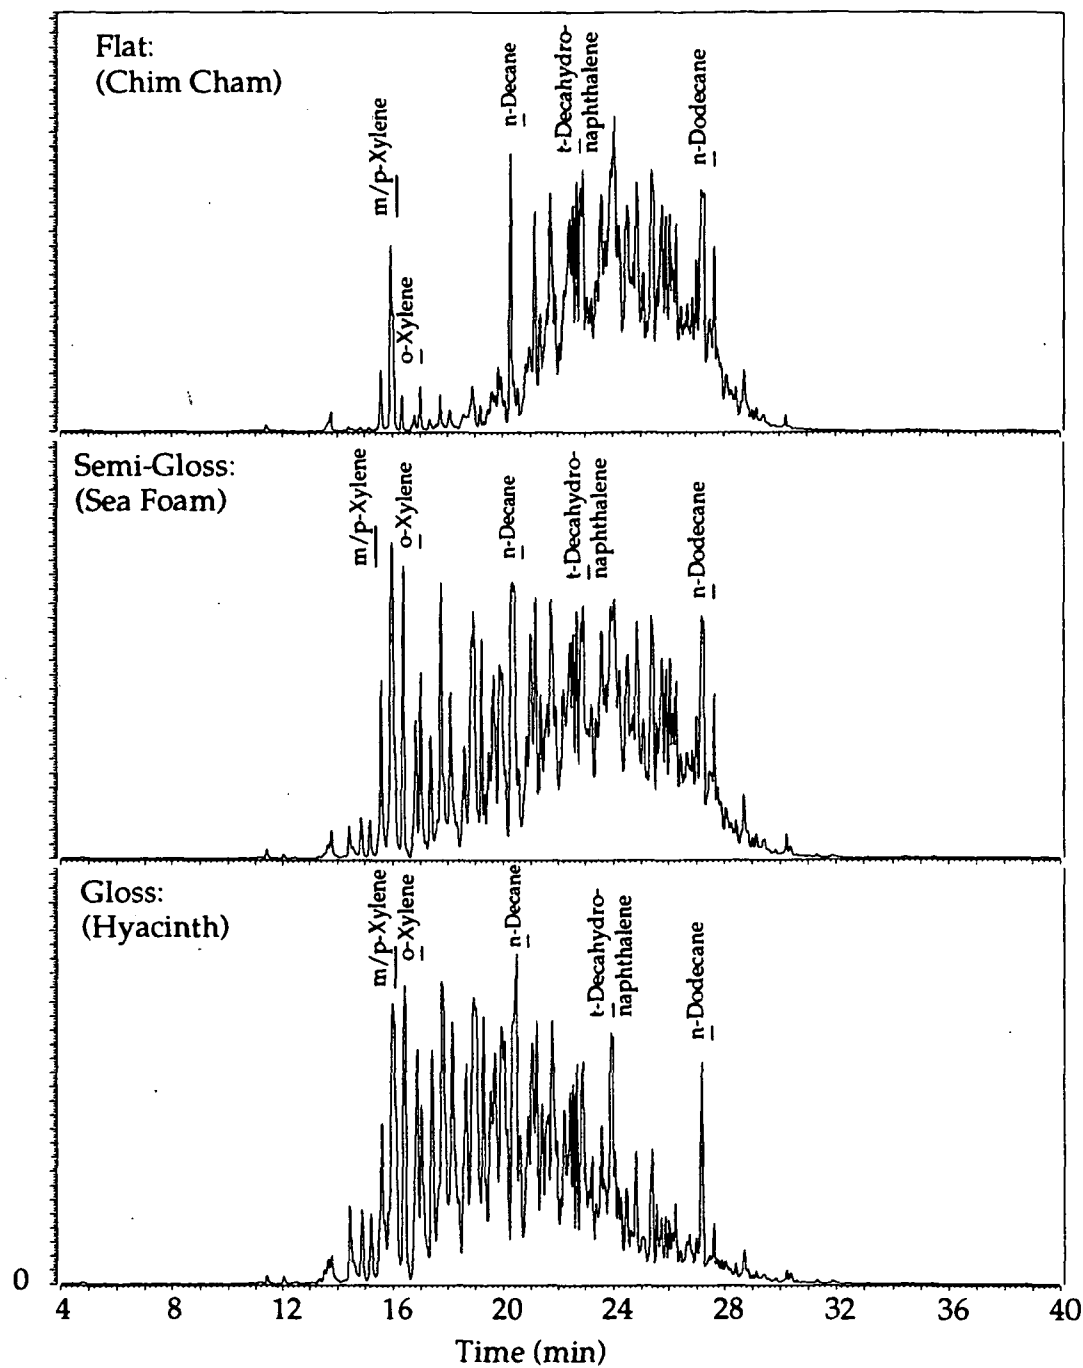 Flat:
(Chim Cham)
m/p-Xylene
o-Xylene
n-Decane
t-Decahydro-
naphthalene
n-Dodecane
Semi-Gloss:
(Sea Foam)
m/p-Xylene
o-Xylene
n-Decane
t-Decahydro-
naphthalene
n-Dodecane
Gloss:
(Hyacinth)
m/p-Xylene
o-Xylene
n-Decane
t-Decahydro-
naphthalene
n-Dodecane
0
4 8 12 16 20 24 28 32 36 40
Time (min)